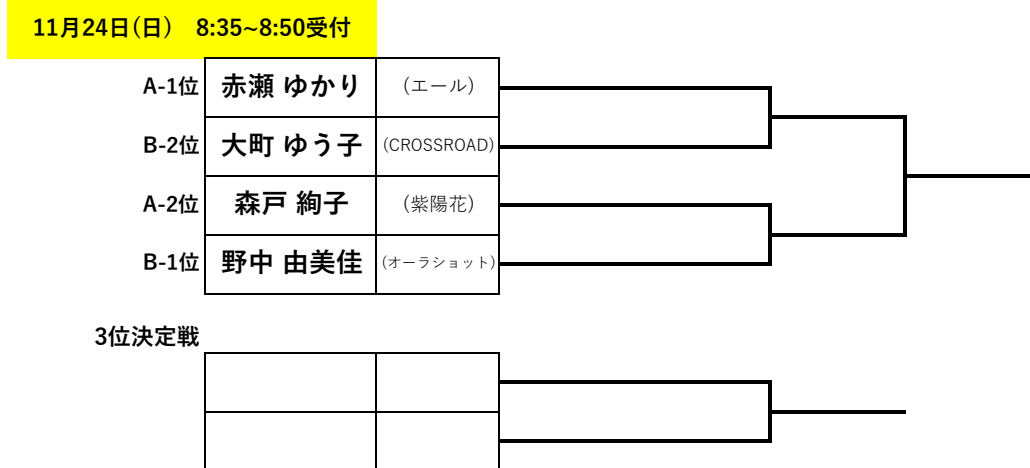 11月24日(日)　8:35~8:50受付
A-1位 赤瀬 ゆかり （エール）
B-2位 大町 ゆう子 (CROSSROAD)
A-2位 森戸 絢子 （紫陽花）
B-1位 野中 由美佳 (オーラショット)
3位決定戦